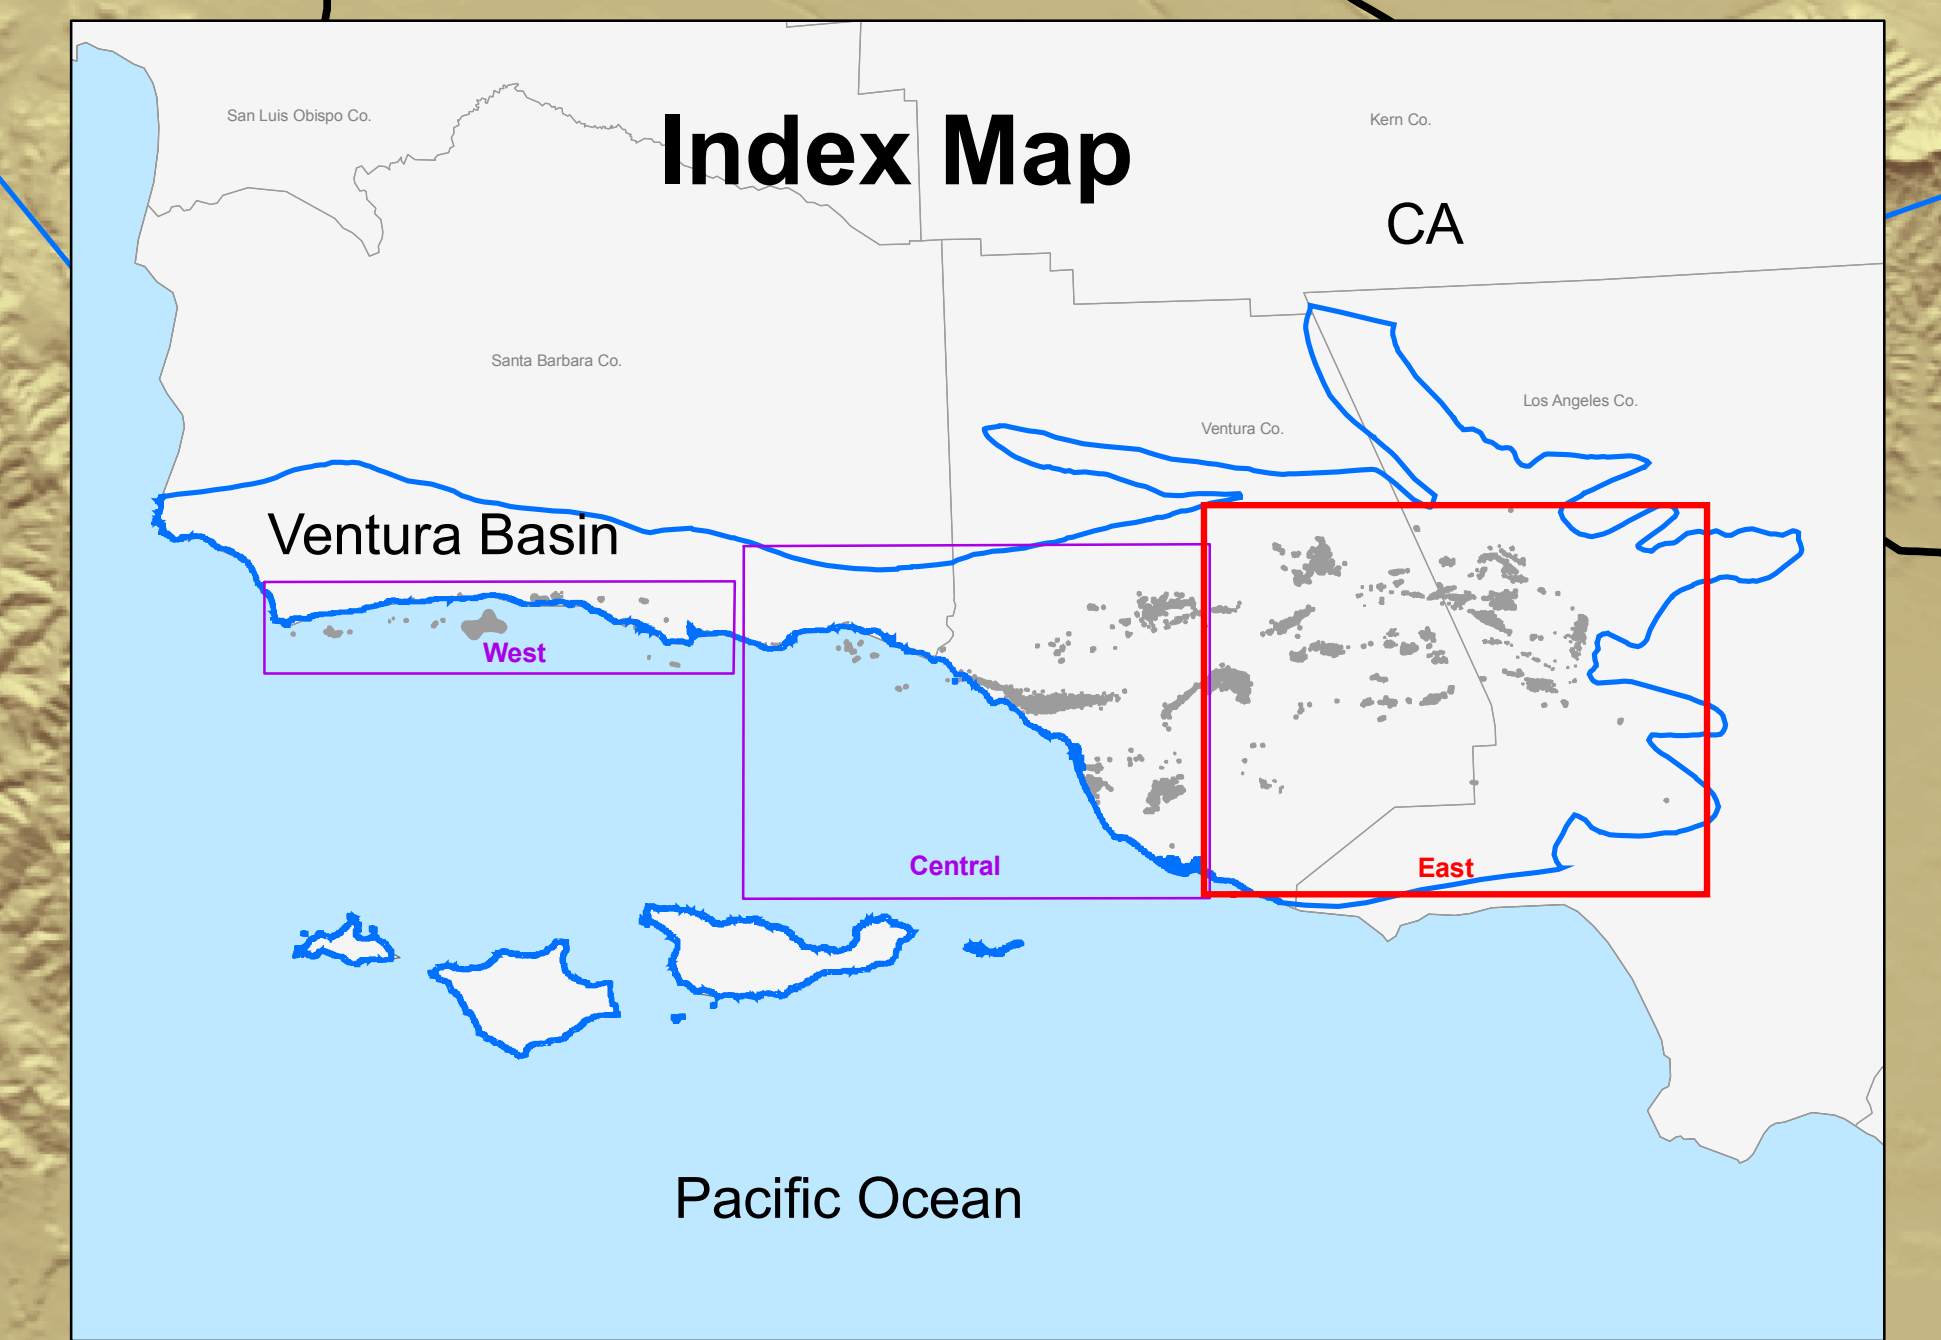 San Luis Obispo Co.
Index Map
Kern Co.
CA
Santa Barbara Co.
Los Angeles Co.
Ventura Co.
Ventura Basin
West
Central
East
Pacific Ocean